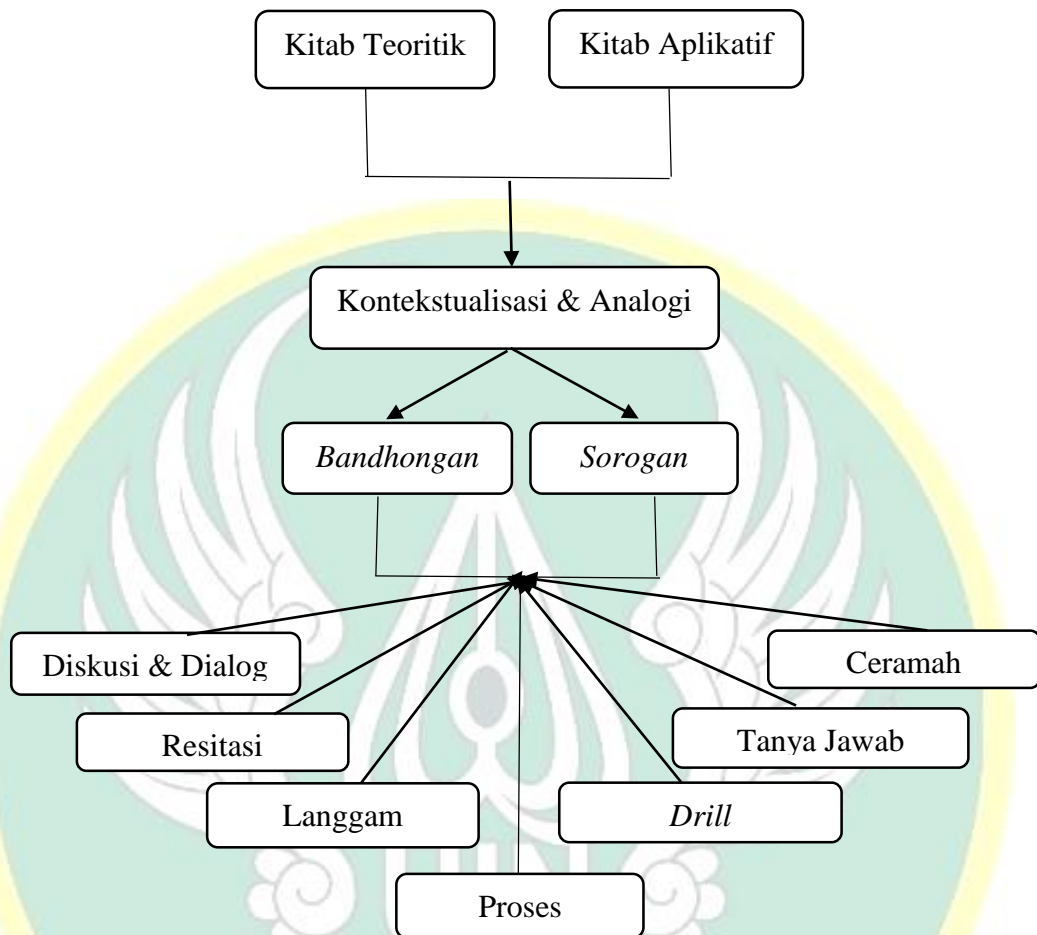 Kitab Teoritik
Kitab Aplikatif
Kontekstualisasi & Analogi
Bandhongan
Sorogan
Diskusi & Dialog
Ceramah
Resitasi
Tanya Jawab
Langgam
Drill
Proses